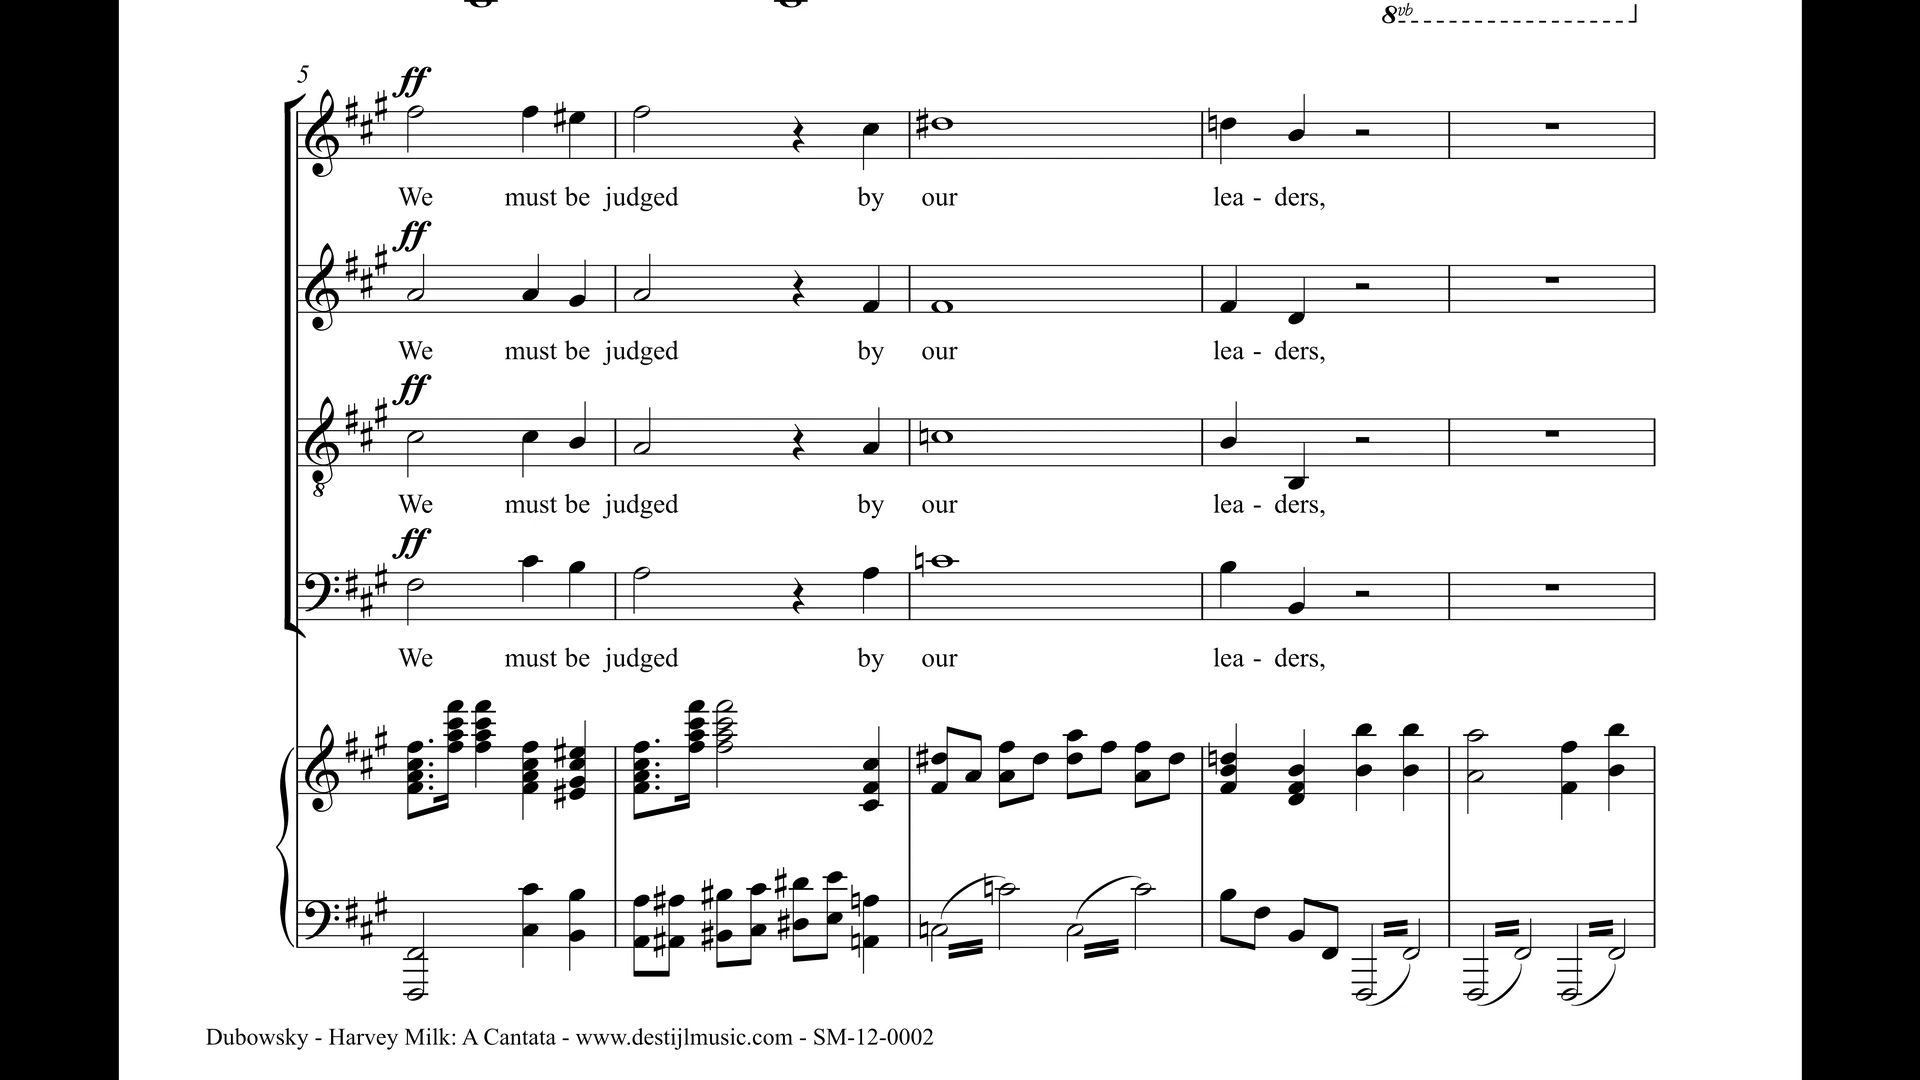 8vb
5
ff
We must be judged by our lea - ders,
ff
We must be judged by our lea - ders,
ff
8
We must be judged by our lea - ders,
ff
We must be judged by our lea - ders,
Dubowsky - Harvey Milk: A Cantata - www.destijlmusic.com - SM-12-0002